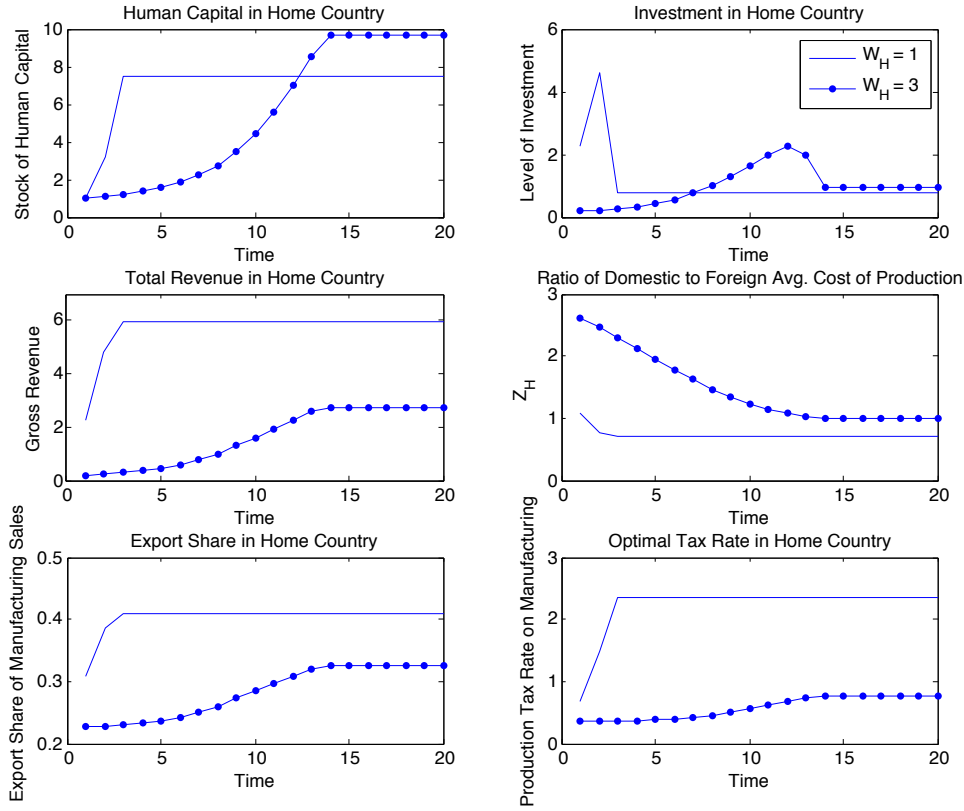 Human Capital in Home Country
Stock of Human Capital
10
8
6
4
2
0
0 5 10 15 20
Time
Investment in Home Country
Level of Investment
6
4
2
0
W_H = 1
W_H = 3
0 5 10 15 20
Time
Total Revenue in Home Country
Gross Revenue
6
4
2
0
0 5 10 15 20
Time
Ratio of Domestic to Foreign Avg. Cost of Production
Z_H
3
2
1
0
0 5 10 15 20
Time
Export Share in Home Country
Export Share of Manufacturing Sales
0.5
0.4
0.3
0.2
0 5 10 15 20
Time
Optimal Tax Rate in Home Country
Production Tax Rate on Manufacturing
3
2
1
0
0 5 10 15 20
Time